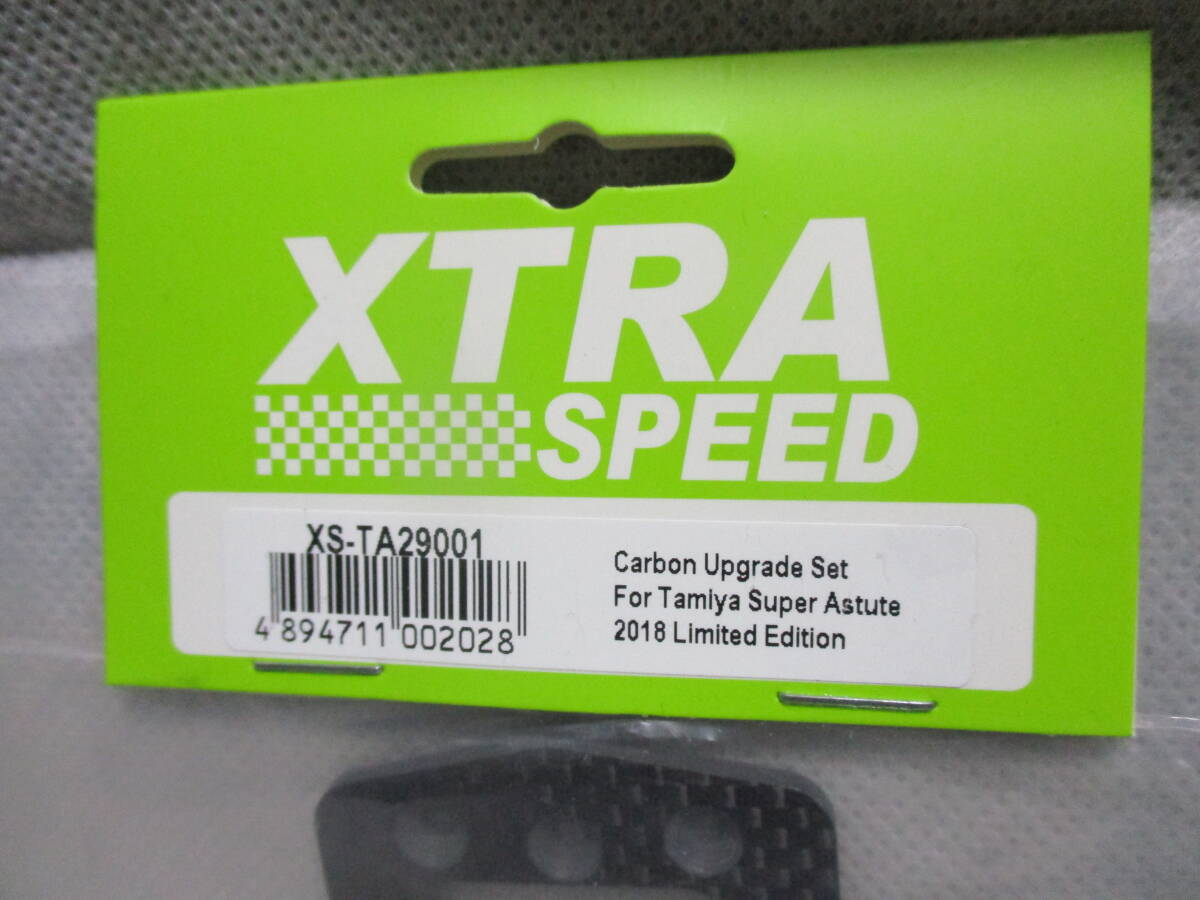 XTRA
SPEED
XS-TA29001
4 894711 002028
Carbon Upgrade Set
For Tamiya Super Astute
2018 Limited Edition